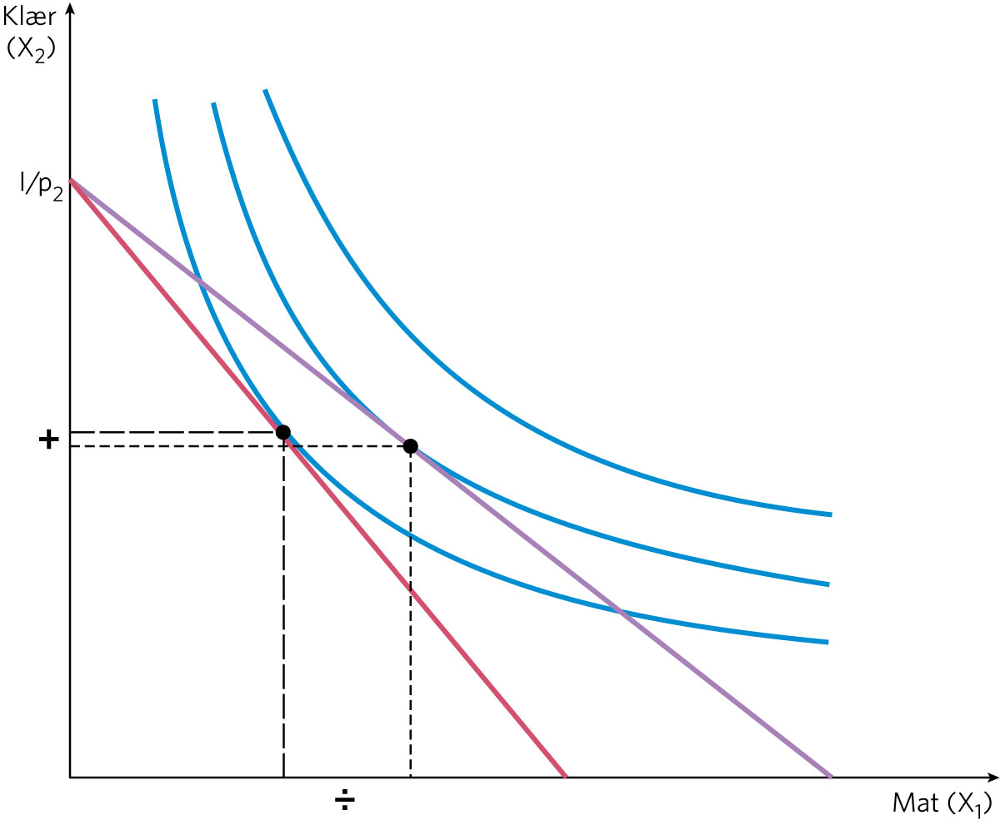 Klær
(X₂)
I/p₂
+
÷
Mat (X₁)